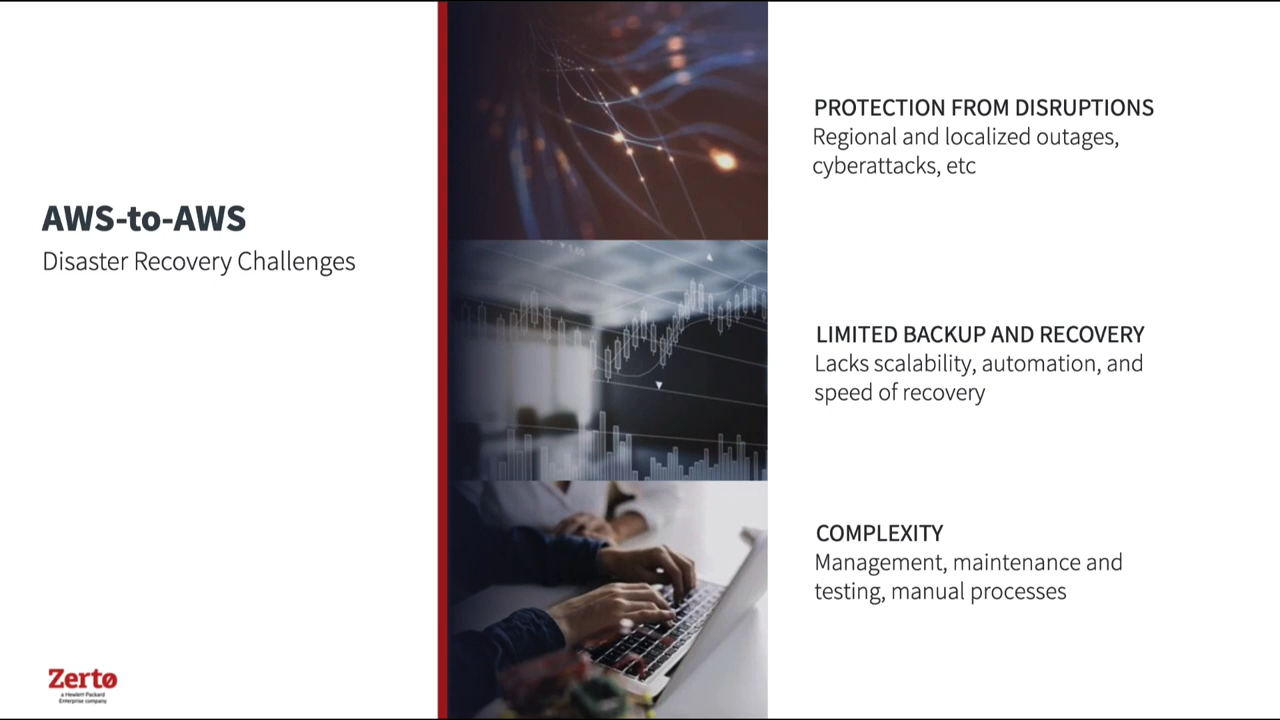 AWS-to-AWS
Disaster Recovery Challenges
PROTECTION FROM DISRUPTIONS
Regional and localized outages,
cyberattacks, etc
LIMITED BACKUP AND RECOVERY
Lacks scalability, automation, and
speed of recovery
COMPLEXITY
Management, maintenance and
testing, manual processes
Zerto
a Hewlett Packard
Enterprise company